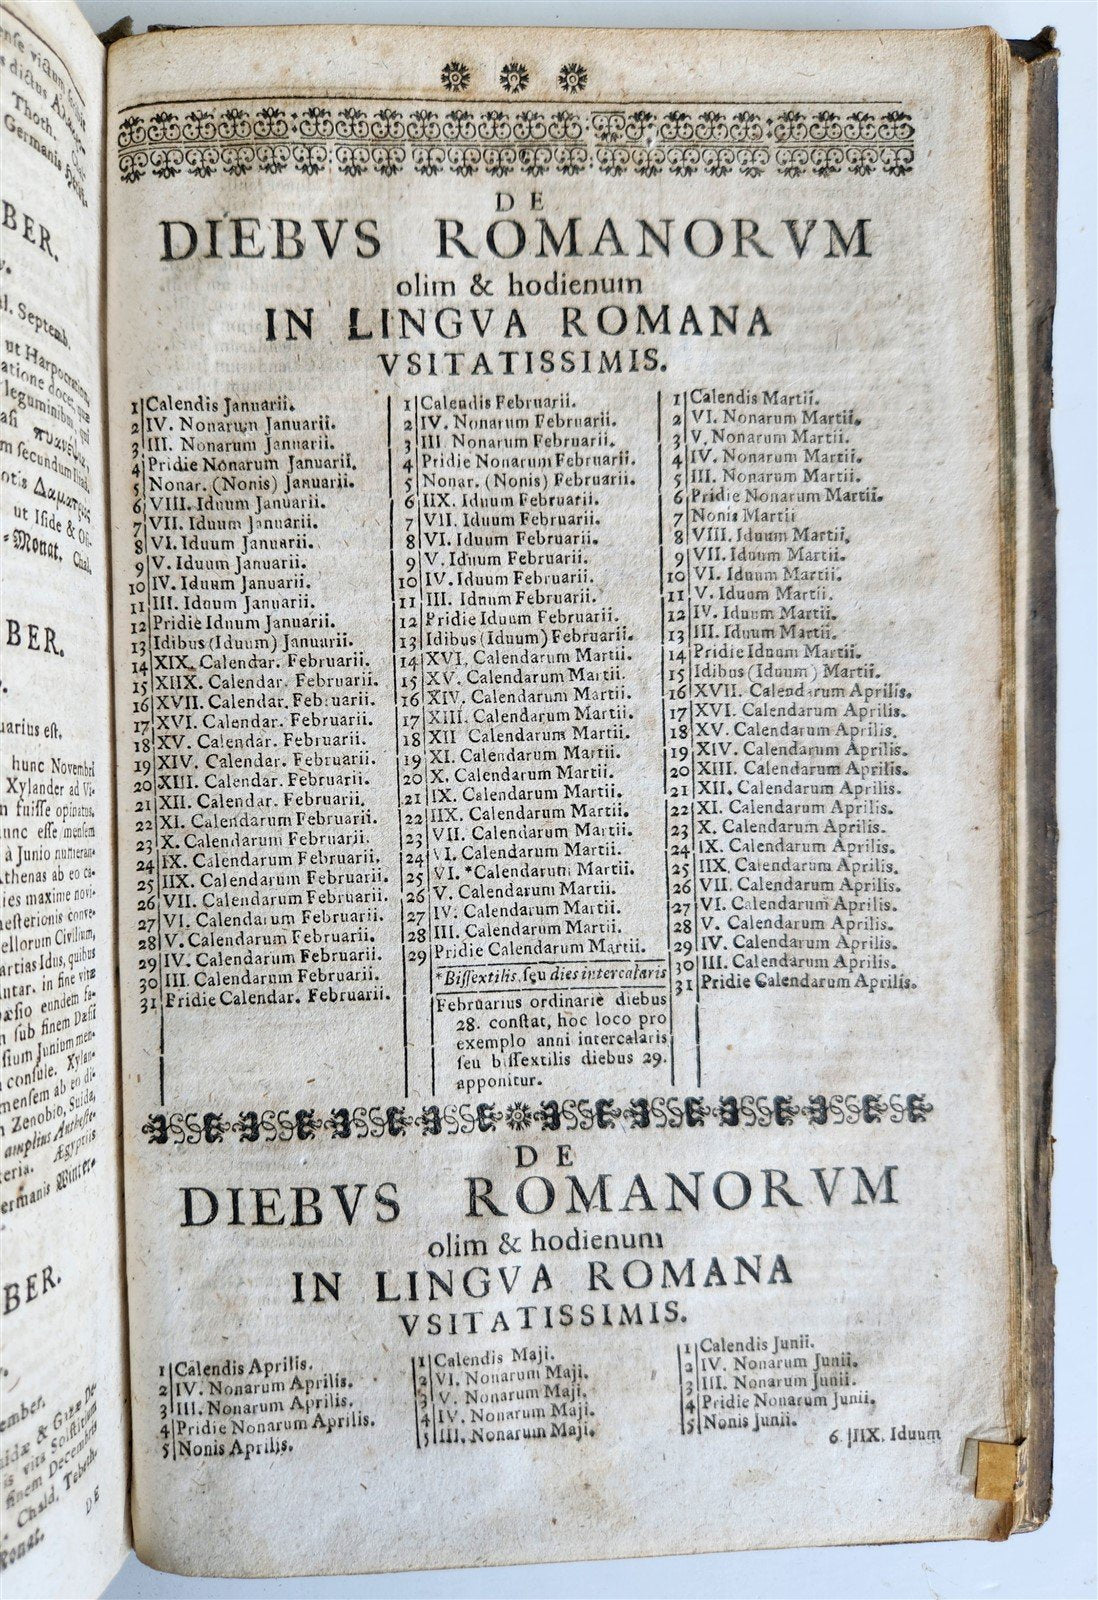 DE
DIEBVS ROMANORVM
olim & hodienum
IN LINGVA ROMANA
VSITATISSIMIS.
1 Calendis Januarii.
2 IV. Nonarum Januarii.
3 III. Nonarum Januarii.
4 Pridie Nonarum Januarii.
5 Nonar. (Nonis) Januarii.
6 VIII. Iduum Januarii.
7 VII. Iduum Januarii.
8 VI. Iduum Januarii.
9 V. Iduum Januarii.
10 IV. Iduum Januarii.
11 III. Iduum Januarii.
12 Pridie Iduum Januarii.
13 Idibus (Iduum) Januarii.
14 XIX. Calendar. Februarii.
15 XIIX. Calendar. Februarii.
16 XVII. Calendar. Februarii.
17 XVI. Calendar. Februarii.
18 XV. Calendar. Februarii.
19 XIV. Calendar. Februarii.
20 XIII. Calendar. Februarii.
21 XII. Calendar. Februarii.
22 XI. Calendarum Februarii.
23 X. Calendarum Februarii.
24 IX. Calendarum Februarii.
25 IIX. Calendarum Februarii.
26 VII. Calendarum Februarii.
27 VI. Calendarum Februarii.
28 V. Calendarum Februarii.
29 IV. Calendarum Februarii.
30 III. Calendarum Februarii.
31 Pridie Calendar. Februarii.
1 Calendis Februarii.
2 IV. Nonarum Februarii.
3 III. Nonarum Februarii.
4 Pridie Nonarum Februarii.
5 Nonar. (Nonis) Februarii.
6 IIX. Iduum Februarii.
7 VII. Iduum Februarii.
8 VI. Iduum Februarii.
9 V. Iduum Februarii.
10 IV. Iduum Februarii.
11 III. Iduum Februarii.
12 Pridie Iduum Februarii.
13 Idibus (Iduum) Februarii.
14 XVI. Calendarum Martii.
15 XV. Calendarum Martii.
16 XIV. Calendarum Martii.
17 XIII. Calendarum Martii.
18 XII Calendarum Martii.
19 XI. Calendarum Martii.
20 X. Calendarum Martii.
21 IX. Calendarum Martii.
22 IIX. Calendarum Martii.
23 VII. Calendarum Martii.
24 VI. Calendarum Martii.
25 VI. *Calendarum Martii.
26 V. Calendarum Martii.
27 IV. Calendarum Martii.
28 III. Calendarum Martii.
29 Pridie Calendarum Martii.
*Bissextilis, seu dies intercalaris
Februarius ordinariè diebus
28. constat, hoc loco pro
exemplo anni intercalaris
seu bissextilis diebus 29.
apponitur.
1 Calendis Martii.
2 VI. Nonarum Martii.
3 V. Nonarum Martii.
4 IV. Nonarum Martii.
5 III. Nonarum Martii.
6 Pridie Nonarum Martii.
7 Nonis Martii
8 VIII. Iduum Martii.
9 VII. Iduum Martii.
10 VI. Iduum Martii.
11 V. Iduum Martii.
12 IV. Iduum Martii.
13 III. Iduum Martii.
14 Pridie Iduum Martii.
15 Idibus (Iduum) Martii.
16 XVII. Calendarum Aprilis.
17 XVI. Calendarum Aprilis.
18 XV. Calendarum Aprilis.
19 XIV. Calendarum Aprilis.
20 XIII. Calendarum Aprilis.
21 XII. Calendarum Aprilis.
22 XI. Calendarum Aprilis.
23 X. Calendarum Aprilis.
24 IX. Calendarum Aprilis.
25 IIX. Calendarum Aprilis.
26 VII. Calendarum Aprilis.
27 VI. Calendarum Aprilis.
28 V. Calendarum Aprilis.
29 IV. Calendarum Aprilis.
30 III. Calendarum Aprilis.
31 Pridie Calendarum Aprilis.
DE
DIEBVS ROMANORVM
olim & hodienum
IN LINGVA ROMANA
VSITATISSIMIS.
1 Calendis Aprilis.
2 IV. Nonarum Aprilis.
3 III. Nonarum Aprilis.
4 Pridie Nonarum Aprilis.
5 Nonis Aprilis.
1 Calendis Maji.
2 VI. Nonarum Maji.
3 V. Nonarum Maji.
4 IV. Nonarum Maji.
5 III. Nonarum Maji.
1 Calendis Junii.
2 IV. Nonarum Junii.
3 III. Nonarum Junii.
4 Pridie Nonarum Junii.
5 Nonis Junii.
6 IIX. Iduum